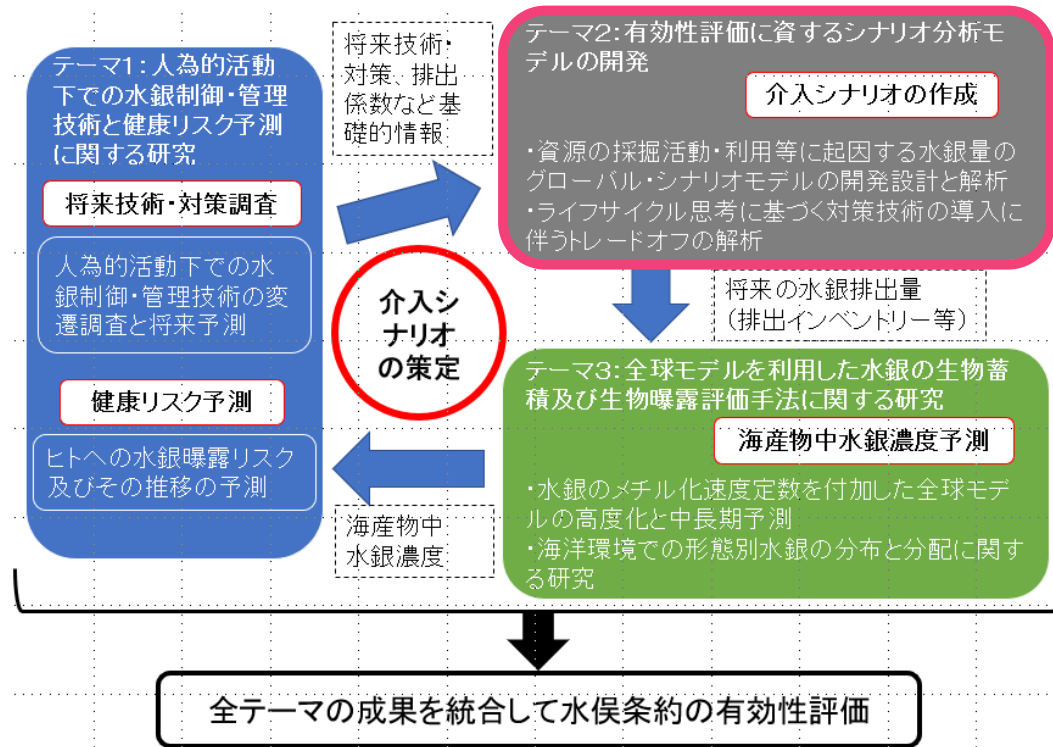 テーマ1：人為的活動
下での水銀制御・管理
技術と健康リスク予測
に関する研究
将来技術・対策調査
人為的活動下での水
銀制御・管理技術の変
遷調査と将来予測
健康リスク予測
ヒトへの水銀曝露リスク
及びその推移の予測
将来技術・
対策、排出
係数など基
礎的情報
テーマ2：有効性評価に資するシナリオ分析モ
デルの開発
介入シナリオの作成
・資源の採掘活動・利用等に起因する水銀量の
グローバル・シナリオモデルの開発設計と解析
・ライフサイクル思考に基づく対策技術の導入に
伴うトレードオフの解析
介入シ
ナリオ
の策定
将来の水銀排出量
（排出インベントリー等）
テーマ3：全球モデルを利用した水銀の生物蓄
積及び生物曝露評価手法に関する研究
海産物中水銀濃度予測
・水銀のメチル化速度定数を付加した全球モデ
ルの高度化と中長期予測
・海洋環境での形態別水銀の分布と分配に関す
る研究
海産物中
水銀濃度
全テーマの成果を統合して水俣条約の有効性評価